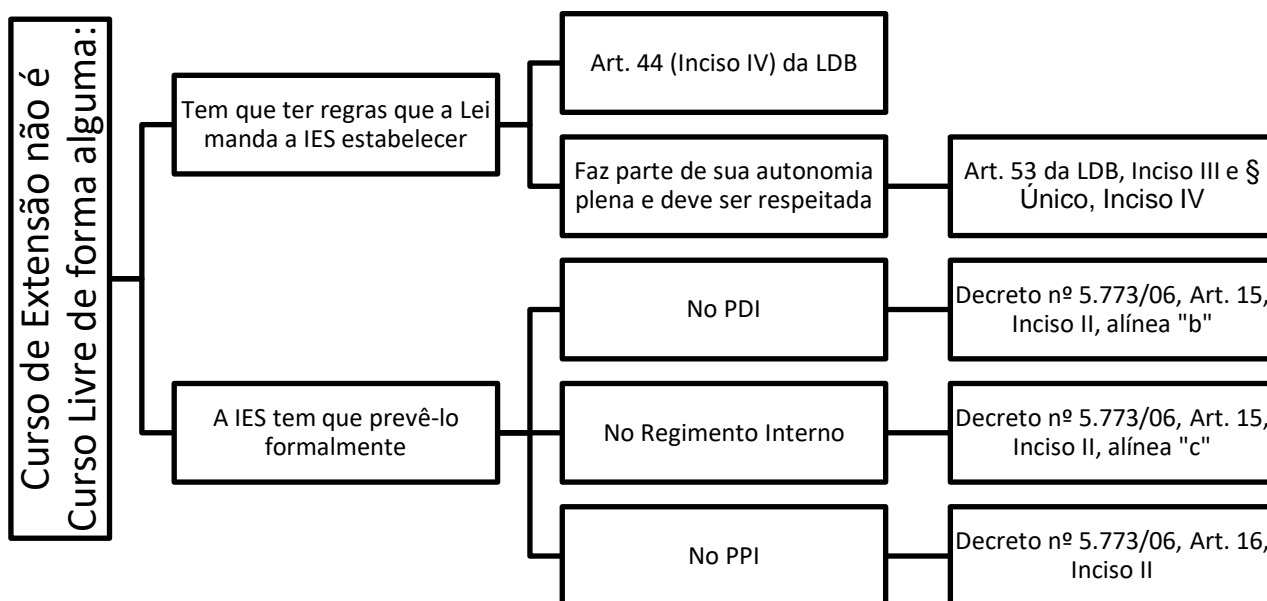 Curso de Extensão não é
Curso Livre de forma alguma:
Tem que ter regras que a Lei
manda a IES estabelecer
Art. 44 (Inciso IV) da LDB
Faz parte de sua autonomia
plena e deve ser respeitada
Art. 53 da LDB, Inciso III e §
Único, Inciso IV
A IES tem que prevê-lo
formalmente
No PDI
Decreto nº 5.773/06, Art. 15,
Inciso II, alínea "b"
No Regimento Interno
Decreto nº 5.773/06, Art. 15,
Inciso II, alínea "c"
No PPI
Decreto nº 5.773/06, Art. 16,
Inciso II